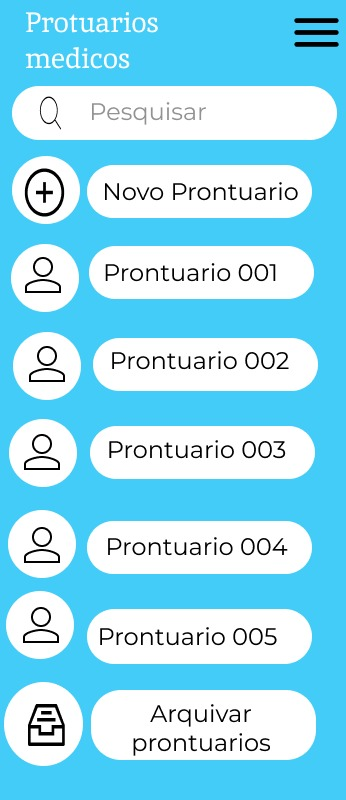 Protuarios
medicos
Pesquisar
Novo Prontuario
Prontuario 001
Prontuario 002
Prontuario 003
Prontuario 004
Prontuario 005
Arquivar
prontuarios